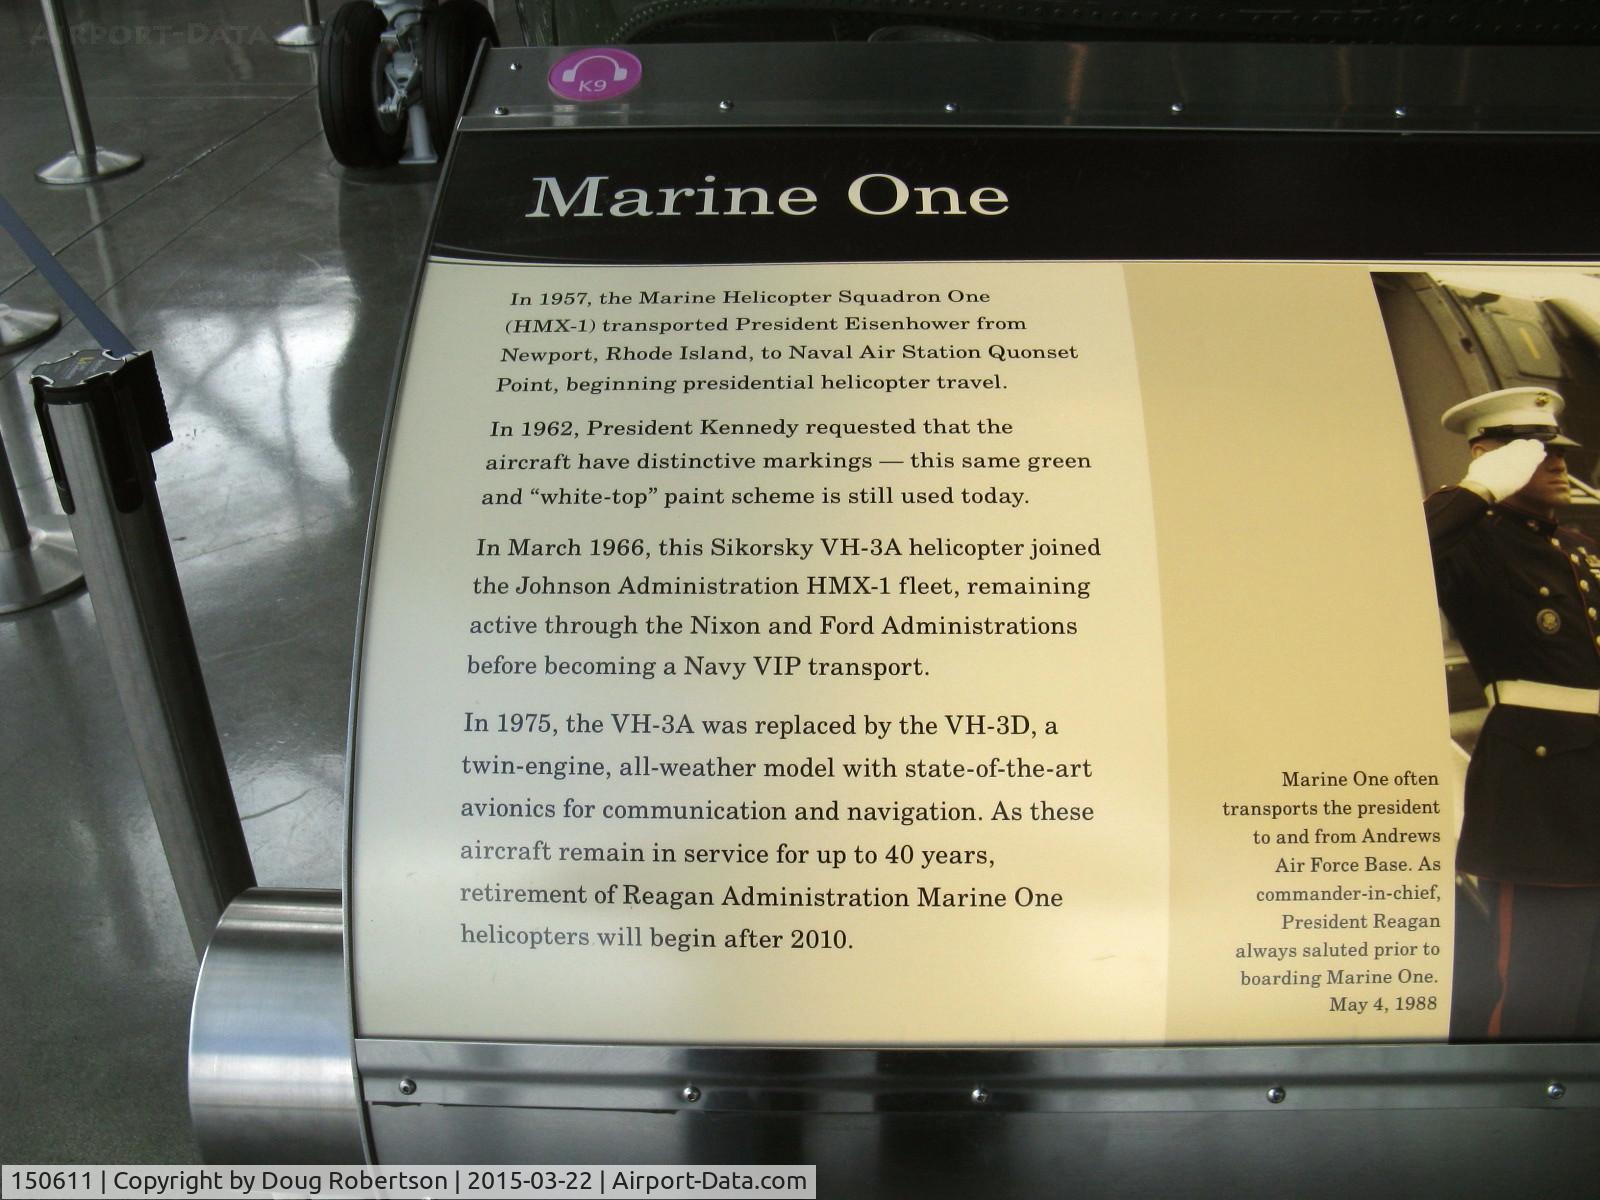 Airport-Data.com
K9
Marine One
In 1957, the Marine Helicopter Squadron One
(HMX-1) transported President Eisenhower from
Newport, Rhode Island, to Naval Air Station Quonset
Point, beginning presidential helicopter travel.
In 1962, President Kennedy requested that the
aircraft have distinctive markings — this same green
and “white-top” paint scheme is still used today.
In March 1966, this Sikorsky VH-3A helicopter joined
the Johnson Administration HMX-1 fleet, remaining
active through the Nixon and Ford Administrations
before becoming a Navy VIP transport.
In 1975, the VH-3A was replaced by the VH-3D, a
twin-engine, all-weather model with state-of-the-art
avionics for communication and navigation. As these
aircraft remain in service for up to 40 years,
retirement of Reagan Administration Marine One
helicopters will begin after 2010.
Marine One often
transports the president
to and from Andrews
Air Force Base. As
commander-in-chief,
President Reagan
always saluted prior to
boarding Marine One.
May 4, 1988
150611 | Copyright by Doug Robertson | 2015-03-22 | Airport-Data.com